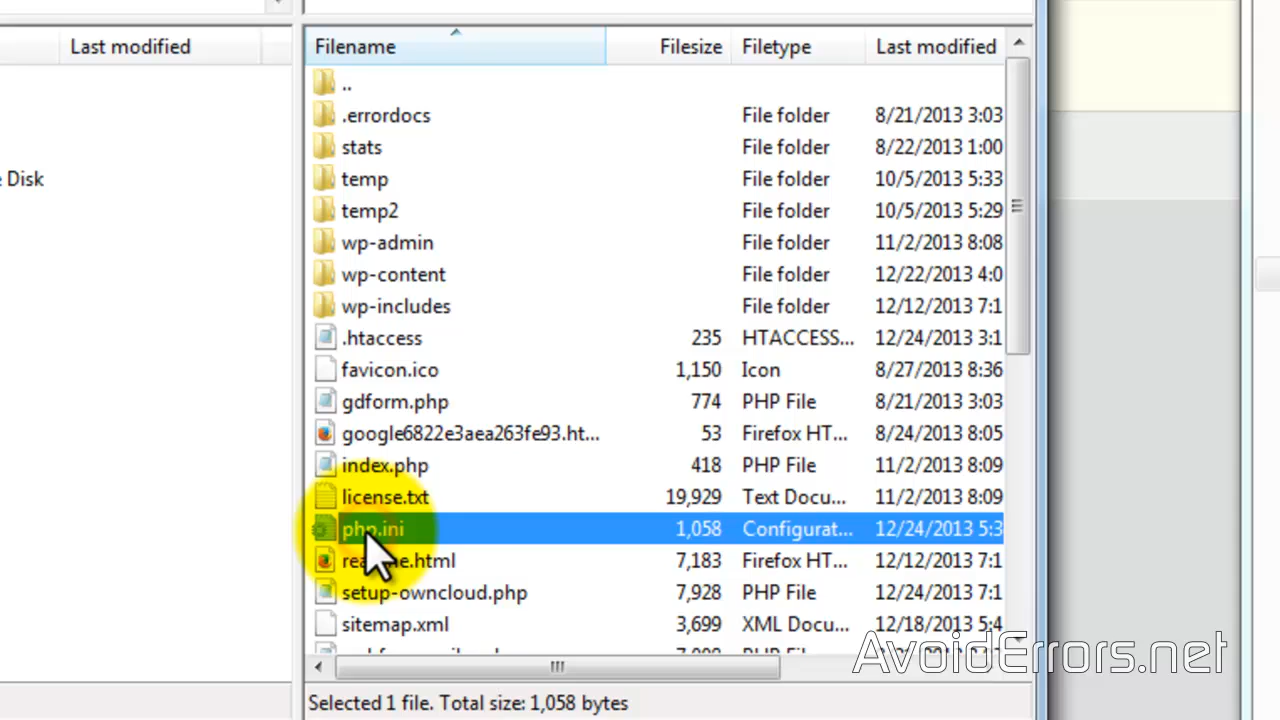 Last modified
Disk
Filename Filesize Filetype Last modified
..
.errordocs File folder 8/21/2013 3:03
stats File folder 8/22/2013 1:00
temp File folder 10/5/2013 5:33
temp2 File folder 10/5/2013 5:29
wp-admin File folder 11/2/2013 8:08
wp-content File folder 12/22/2013 4:0
wp-includes File folder 12/12/2013 7:1
.htaccess 235 HTACCESS... 12/24/2013 3:1
favicon.ico 1,150 Icon 8/27/2013 8:36
gdform.php 774 PHP File 8/21/2013 3:03
google6822e3aea263fe93.ht... 53 Firefox HT... 8/24/2013 8:05
index.php 418 PHP File 11/2/2013 8:09
license.txt 19,929 Text Docu... 11/2/2013 8:09
php.ini 1,058 Configurat... 12/24/2013 5:3
readme.html 7,183 Firefox HT... 12/12/2013 7:1
setup-owncloud.php 7,928 PHP File 12/24/2013 7:1
sitemap.xml 3,699 XML Docu... 12/18/2013 5:4
AvoidErrors.net
Selected 1 file. Total size: 1,058 bytes